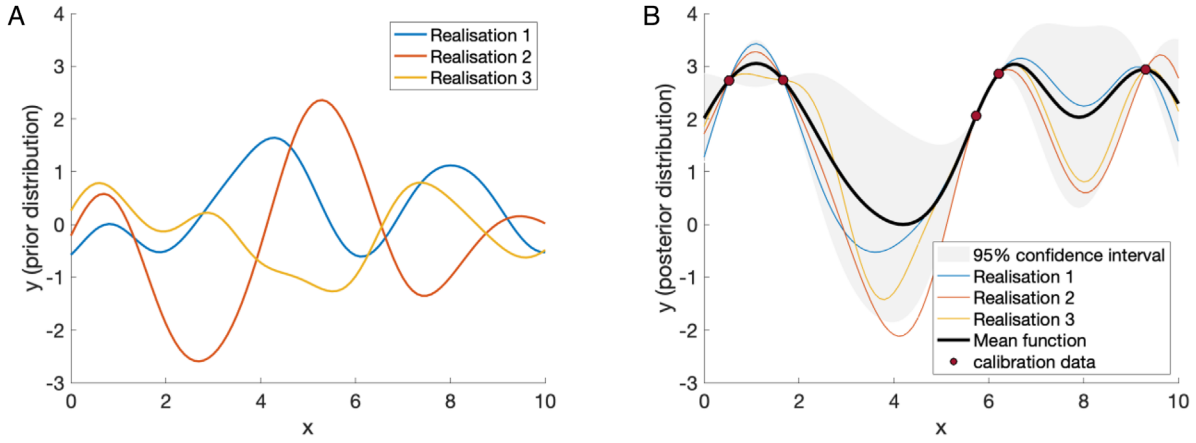 A
4
3
2
1
0
-1
-2
-3
y (prior distribution)
0
2
4
6
8
10
x
Realisation 1
Realisation 2
Realisation 3
B
4
3
2
1
0
-1
-2
-3
y (posterior distribution)
0
2
4
6
8
10
x
95% confidence interval
Realisation 1
Realisation 2
Realisation 3
Mean function
calibration data